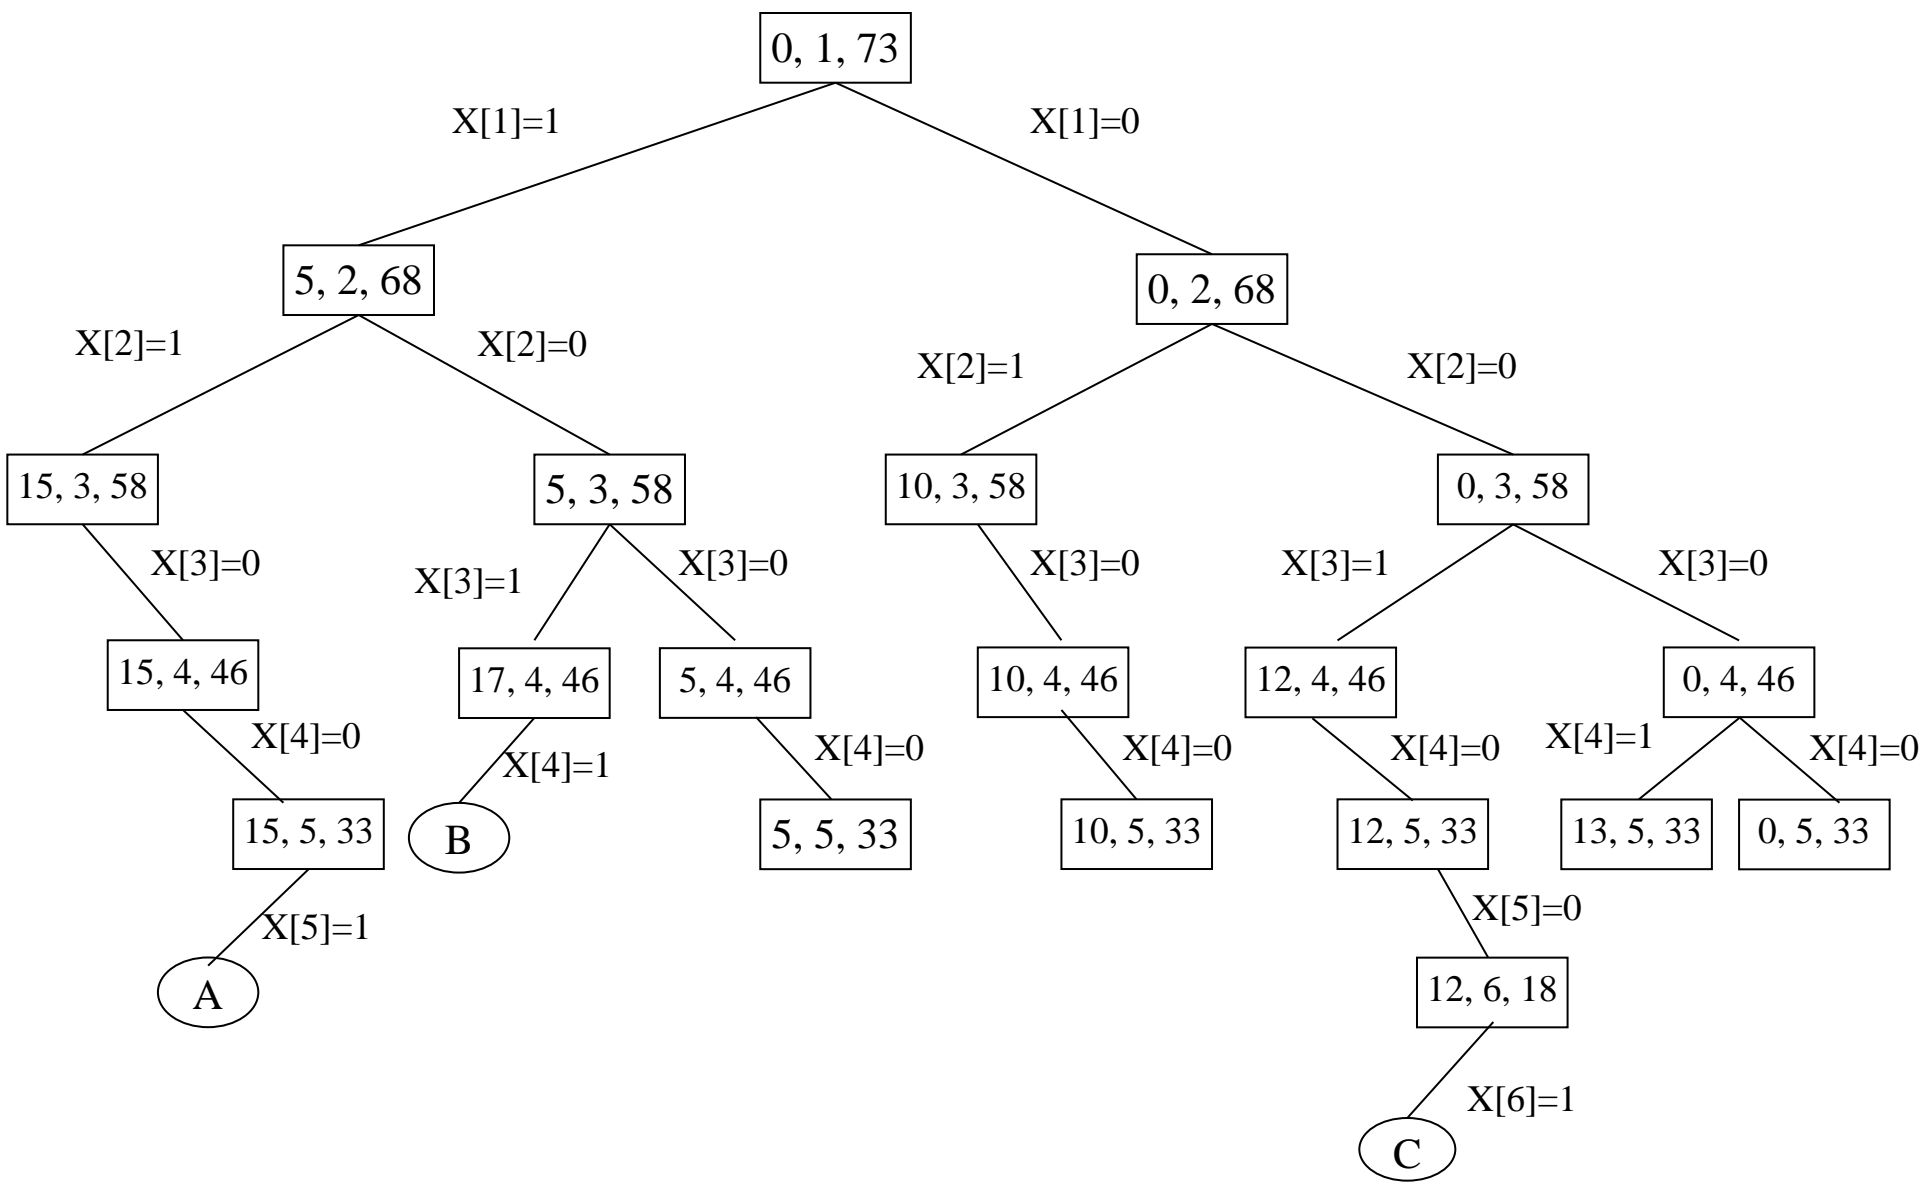 0, 1, 73
X[1]=1
X[1]=0
5, 2, 68
0, 2, 68
X[2]=1
X[2]=0
X[2]=1
X[2]=0
15, 3, 58
5, 3, 58
10, 3, 58
0, 3, 58
X[3]=0
X[3]=1
X[3]=0
X[3]=0
X[3]=1
X[3]=0
15, 4, 46
17, 4, 46
5, 4, 46
10, 4, 46
12, 4, 46
0, 4, 46
X[4]=0
X[4]=1
X[4]=0
X[4]=0
X[4]=0
X[4]=1
X[4]=0
15, 5, 33
B
5, 5, 33
10, 5, 33
12, 5, 33
13, 5, 33
0, 5, 33
X[5]=1
X[5]=0
A
12, 6, 18
X[6]=1
C